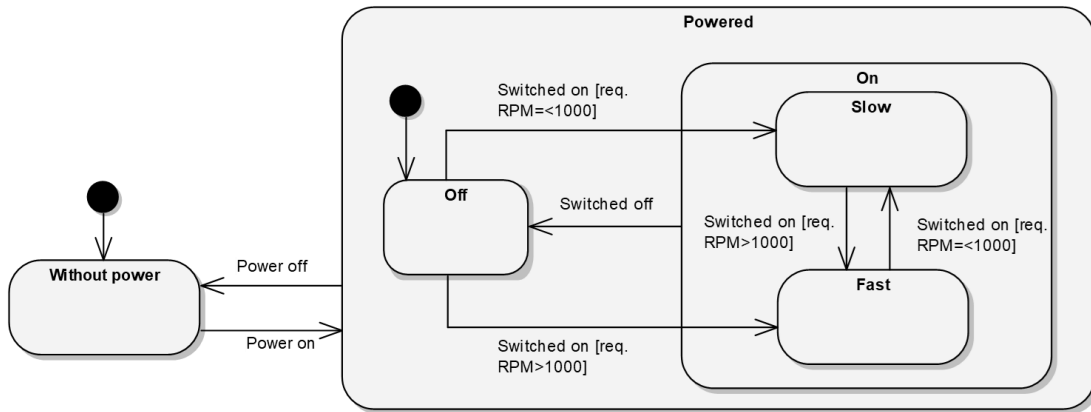 Powered
On
Switched on [req.
RPM=<1000]
Slow
Off
Switched off
Switched on [req.
RPM>1000]
Switched on [req.
RPM=<1000]
Without power
Power off
Fast
Power on
Switched on [req.
RPM>1000]